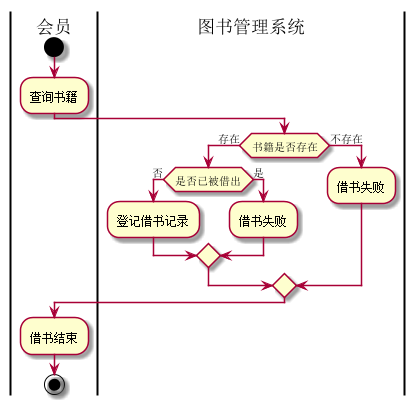 会员
图书管理系统
查询书籍
存在
书籍是否存在
不存在
否
是否已被借出
是
借书失败
登记借书记录
借书失败
借书结束